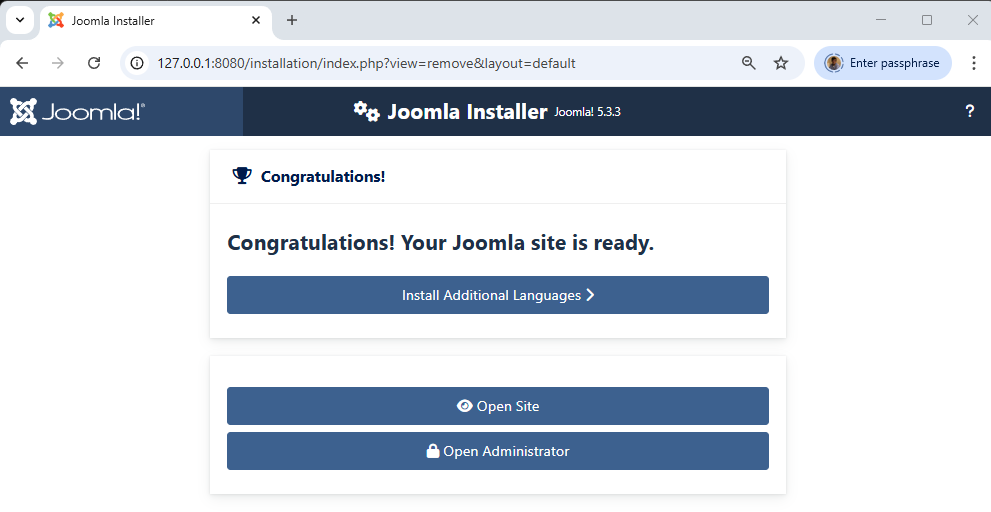 Joomla Installer
127.0.0.1:8080/installation/index.php?view=remove&layout=default
Enter passphrase
Joomla!®
Joomla Installer Joomla! 5.3.3
?
Congratulations!
Congratulations! Your Joomla site is ready.
Install Additional Languages
Open Site
Open Administrator